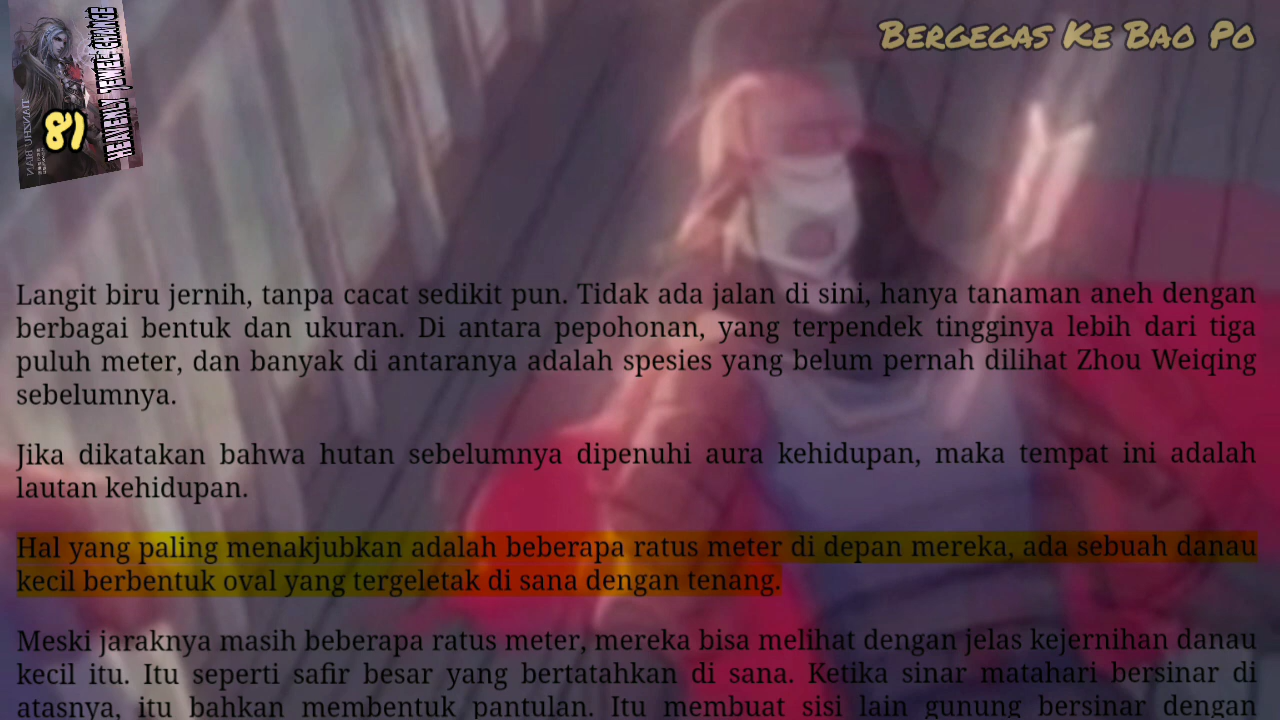 Bergegas Ke Bao Po
HEAVENLY JEWEL CHANGE
81
Langit biru jernih, tanpa cacat sedikit pun. Tidak ada jalan di sini, hanya tanaman aneh dengan
berbagai bentuk dan ukuran. Di antara pepohonan, yang terpendek tingginya lebih dari tiga
puluh meter, dan banyak di antaranya adalah spesies yang belum pernah dilihat Zhou Weiqing
sebelumnya.
Jika dikatakan bahwa hutan sebelumnya dipenuhi aura kehidupan, maka tempat ini adalah
lautan kehidupan.
Hal yang paling menakjubkan adalah beberapa ratus meter di depan mereka, ada sebuah danau
kecil berbentuk oval yang tergeletak di sana dengan tenang.
Meski jaraknya masih beberapa ratus meter, mereka bisa melihat dengan jelas kejernihan danau
kecil itu. Itu seperti safir besar yang bertatahkan di sana. Ketika sinar matahari bersinar di
atasnya, itu bahkan membentuk pantulan. Itu membuat sisi lain gunung bersinar dengan